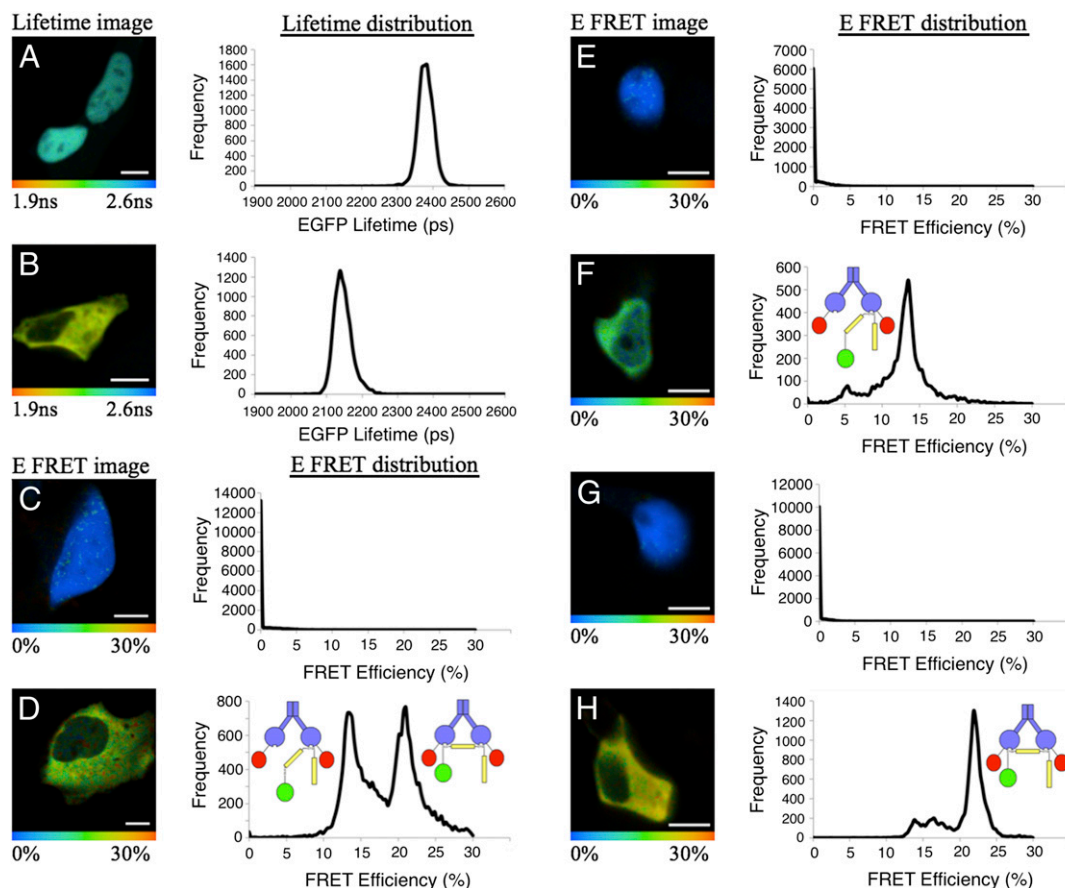 Lifetime image
Lifetime distribution
A
1.9ns 2.6ns
Frequency
1800
1600
1400
1200
1000
800
600
400
200
0
1900 2000 2100 2200 2300 2400 2500 2600
EGFP Lifetime (ps)
B
1.9ns 2.6ns
Frequency
1400
1200
1000
800
600
400
200
0
1900 2000 2100 2200 2300 2400 2500 2600
EGFP Lifetime (ps)
E FRET image
E FRET distribution
C
0% 30%
Frequency
14000
12000
10000
8000
6000
4000
2000
0
0 5 10 15 20 25 30
FRET Efficiency (%)
D
0% 30%
Frequency
800
600
400
200
0
0 5 10 15 20 25 30
FRET Efficiency (%)
E FRET image
E FRET distribution
E
0% 30%
Frequency
7000
6000
5000
4000
3000
2000
1000
0
0 5 10 15 20 25 30
FRET Efficiency (%)
F
0% 30%
Frequency
600
500
400
300
200
100
0
0 5 10 15 20 25 30
FRET Efficiency (%)
G
0% 30%
Frequency
12000
10000
8000
6000
4000
2000
0
0 5 10 15 20 25 30
FRET Efficiency (%)
H
0% 30%
Frequency
1400
1200
1000
800
600
400
200
0
0 5 10 15 20 25 30
FRET Efficiency (%)